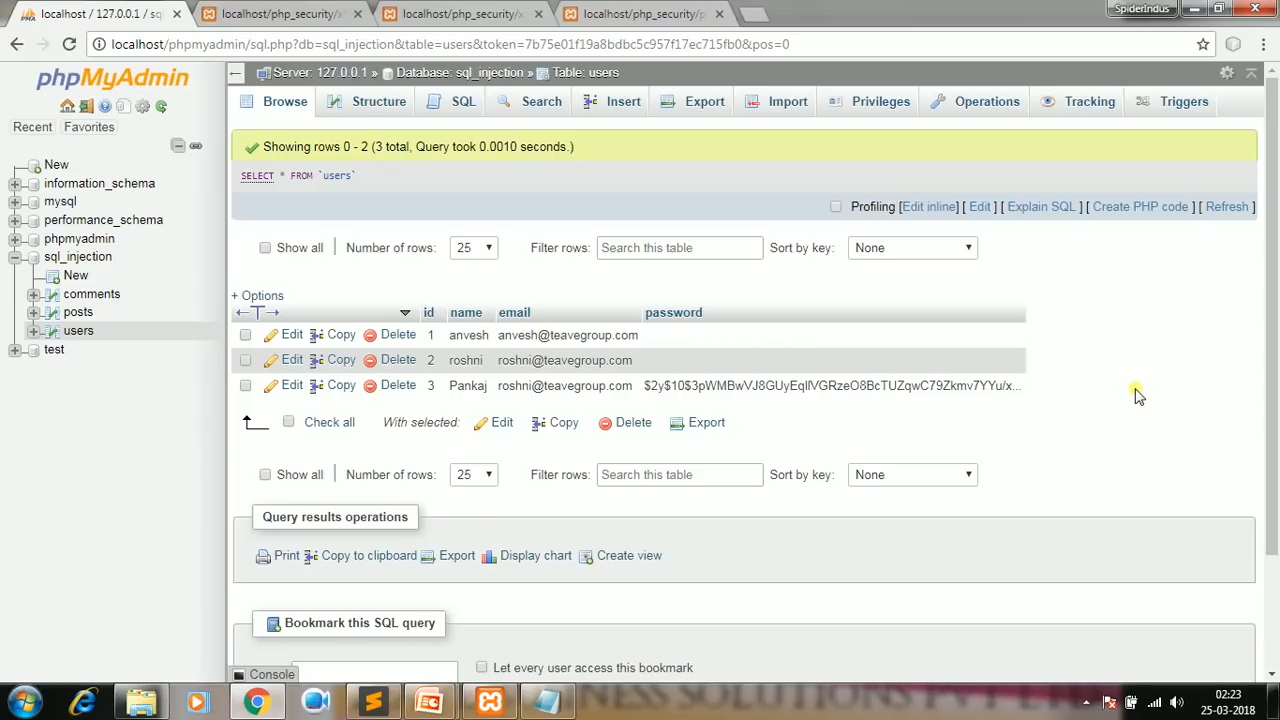 localhost / 127.0.0.1 / sql
localhost/php_security/x
localhost/php_security/x
localhost/php_security/p
SpiderIndus
localhost/phpmyadmin/sql.php?db=sql_injection&table=users&token=7b75e01f19a8bdbc5c957f17ec715fb0&pos=0
phpMyAdmin
Server: 127.0.0.1 » Database: sql_injection » Table: users
Browse Structure SQL Search Insert Export Import Privileges Operations Tracking Triggers
Recent Favorites
New
information_schema
mysql
performance_schema
phpmyadmin
sql_injection
New
comments
posts
users
test
Showing rows 0 - 2 (3 total, Query took 0.0010 seconds.)
SELECT * FROM `users`
Profiling [Edit inline] [ Edit ] [ Explain SQL ] [ Create PHP code ] [ Refresh ]
Show all | Number of rows: 25 Filter rows: Search this table Sort by key: None
+ Options
id name email password
Edit Copy Delete 1 anvesh anvesh@teavegroup.com
Edit Copy Delete 2 roshni roshni@teavegroup.com
Edit Copy Delete 3 Pankaj roshni@teavegroup.com $2y$10$3pWMBwVJ8GUyEqIlVGRzeO8BcTUZqwC79Zkmv7YYu/x...
Check all With selected: Edit Copy Delete Export
Show all | Number of rows: 25 Filter rows: Search this table Sort by key: None
Query results operations
Print Copy to clipboard Export Display chart Create view
Bookmark this SQL query
Let every user access this bookmark
Console
02:23
25-03-2018